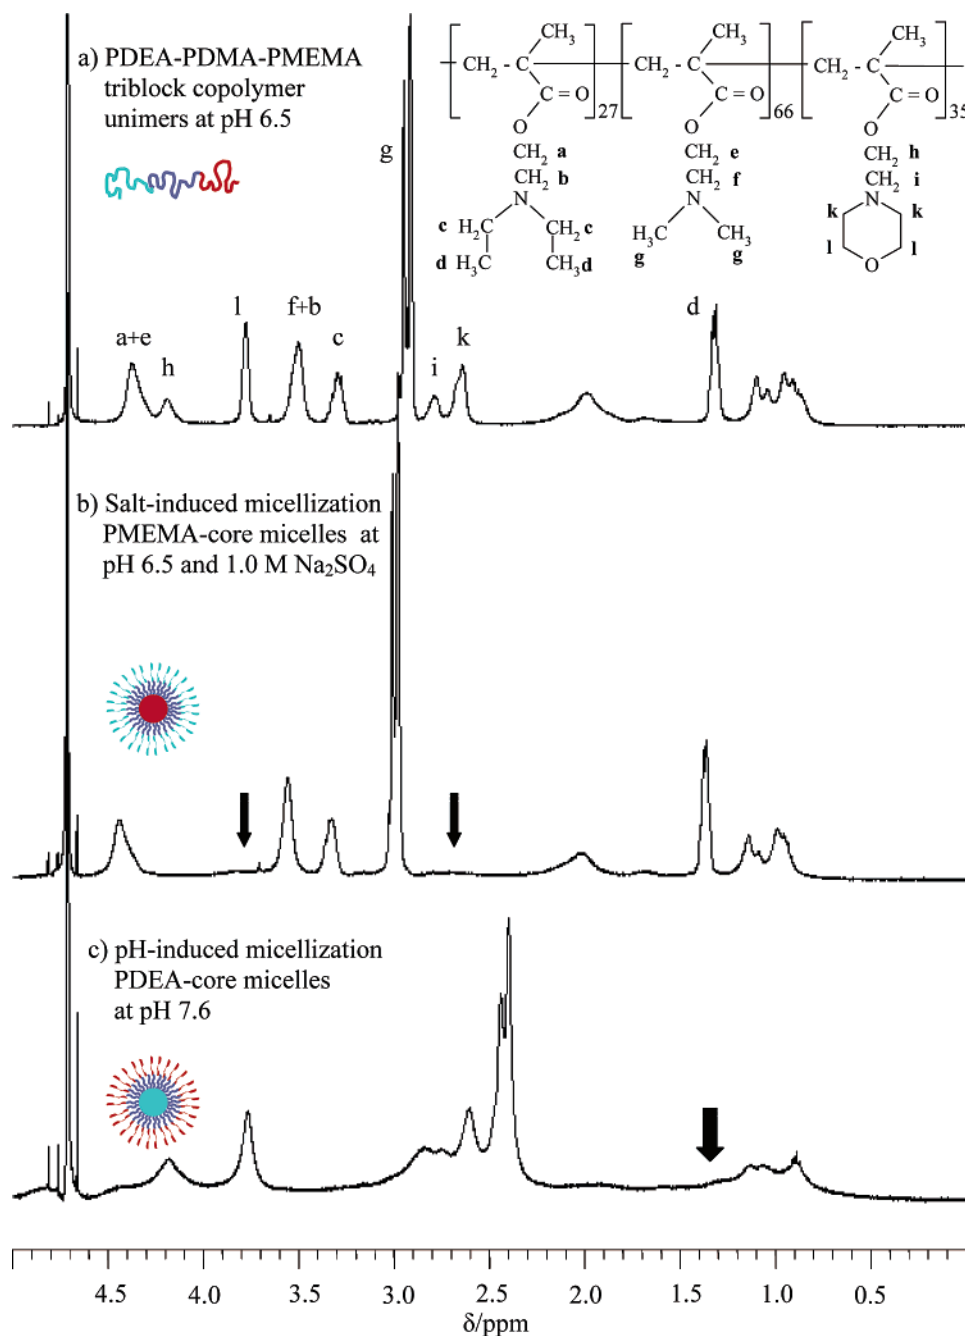 a) PDEA-PDMA-PMEMA
triblock copolymer
unimers at pH 6.5
CH3 CH3 CH3
CH2 - C CH2 - C CH2 - C
C=O 27 C=O 66 C=O 35
O O O
CH2 a CH2 e CH2 h
CH2 b CH2 f CH2 i
N N N
k k
c H2C CH2 c H3C CH3
g g l l
d H3C CH3 d O
g
a+e h l f+b c i k d
b) Salt-induced micellization
PMEMA-core micelles at
pH 6.5 and 1.0 M Na2SO4
c) pH-induced micellization
PDEA-core micelles
at pH 7.6
4.5 4.0 3.5 3.0 2.5 2.0 1.5 1.0
δ/ppm